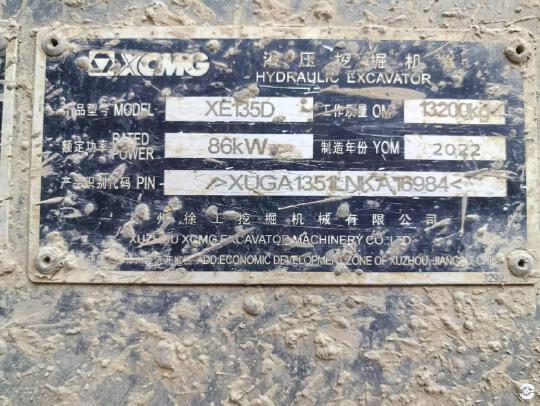 XCMG 液压挖掘机
HYDRAULIC EXCAVATOR
产品型号 MODEL XE135D 工作质量 OM 13200kg
额定功率 RATED POWER 86kW 制造年份 YOM 2022
产品识别代码 PIN >XUGA1351LNKA16984<
州徐工挖掘机械有限公司
XUZHOU XCMG EXCAVATOR MACHINERY CO.,LTD
ADD:ECONOMIC DEVELOPMENT ZONE OF XUZHOU, JIANGSU